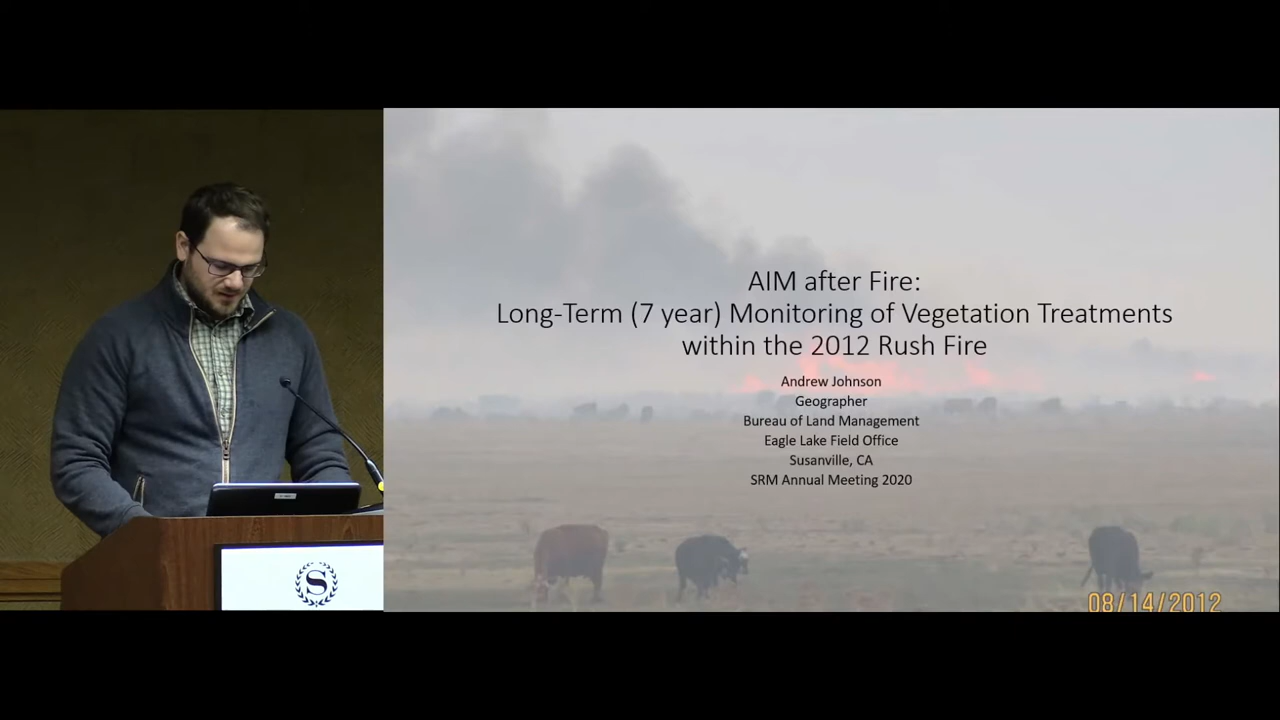 AIM after Fire:
Long-Term (7 year) Monitoring of Vegetation Treatments
within the 2012 Rush Fire
Andrew Johnson
Geographer
Bureau of Land Management
Eagle Lake Field Office
Susanville, CA
SRM Annual Meeting 2020
S
08/14/2012